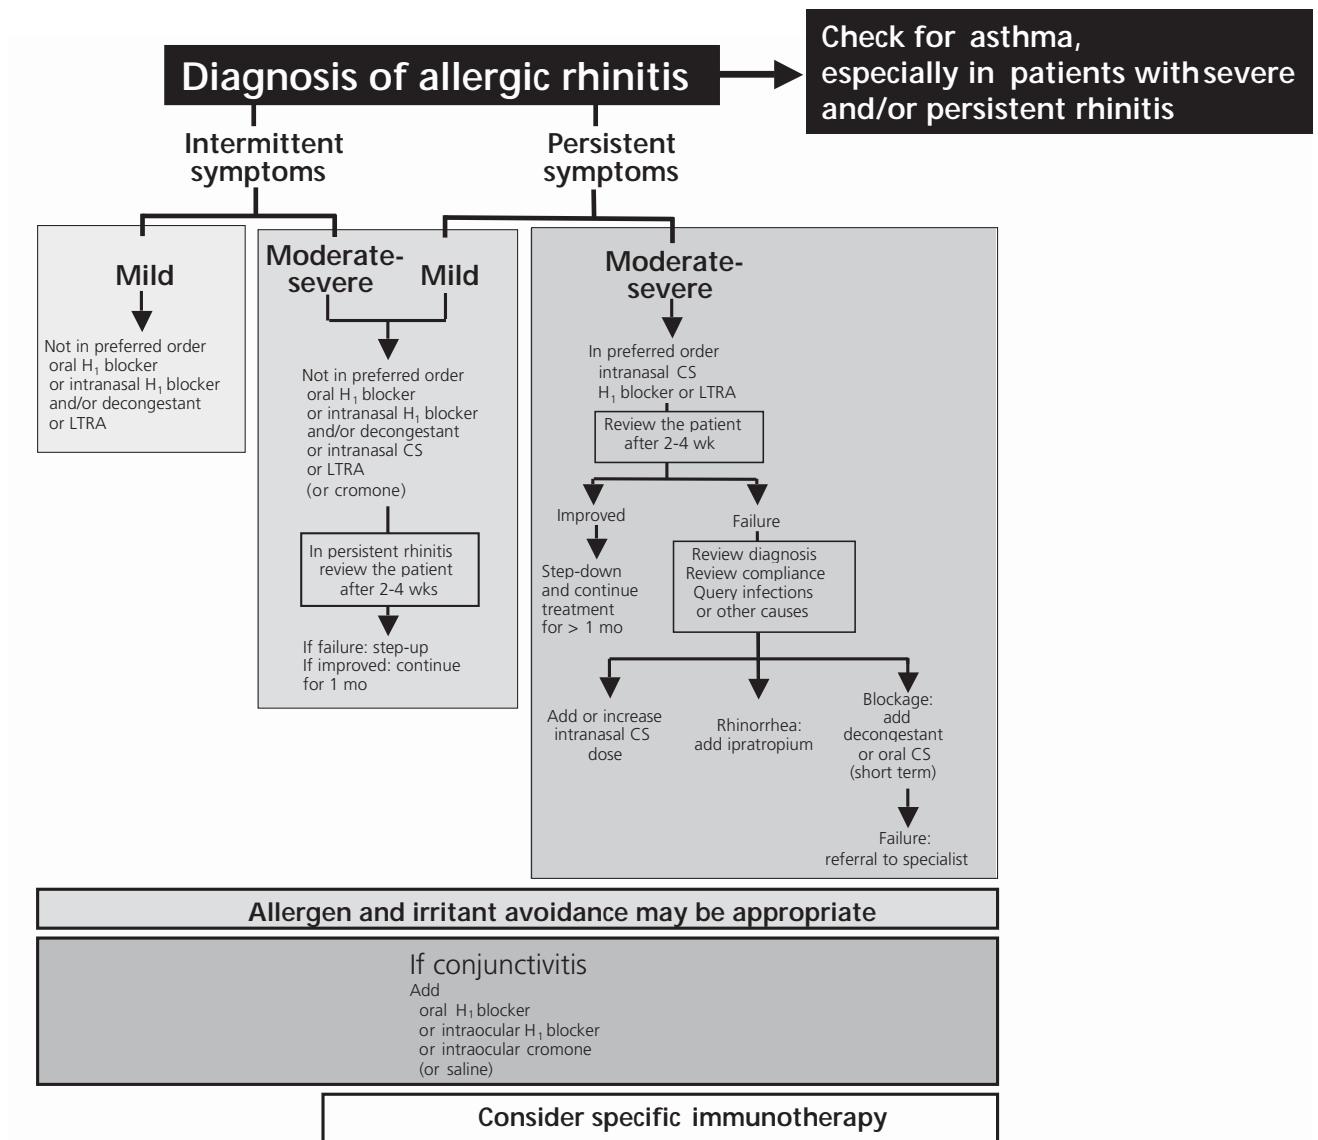 Diagnosis of allergic rhinitis
Check for asthma,
especially in patients with severe
and/or persistent rhinitis
Intermittent
symptoms
Persistent
symptoms
Mild
Not in preferred order
oral H₁ blocker
or intranasal H₁ blocker
and/or decongestant
or LTRA
Moderate-
severe
Mild
Not in preferred order
oral H₁ blocker
or intranasal H₁ blocker
and/or decongestant
or intranasal CS
or LTRA
(or cromone)
In persistent rhinitis
review the patient
after 2-4 wks
If failure: step-up
If improved: continue
for 1 mo
Moderate-
severe
In preferred order
intranasal CS
H₁ blocker or LTRA
Review the patient
after 2-4 wk
Improved
Step-down
and continue
treatment
for > 1 mo
Failure
Review diagnosis
Review compliance
Query infections
or other causes
Add or increase
intranasal CS
dose
Rhinorrhea:
add ipratropium
Blockage:
add
decongestant
or oral CS
(short term)
Failure:
referral to specialist
Allergen and irritant avoidance may be appropriate
If conjunctivitis
Add
oral H₁ blocker
or intraocular H₁ blocker
or intraocular cromone
(or saline)
Consider specific immunotherapy